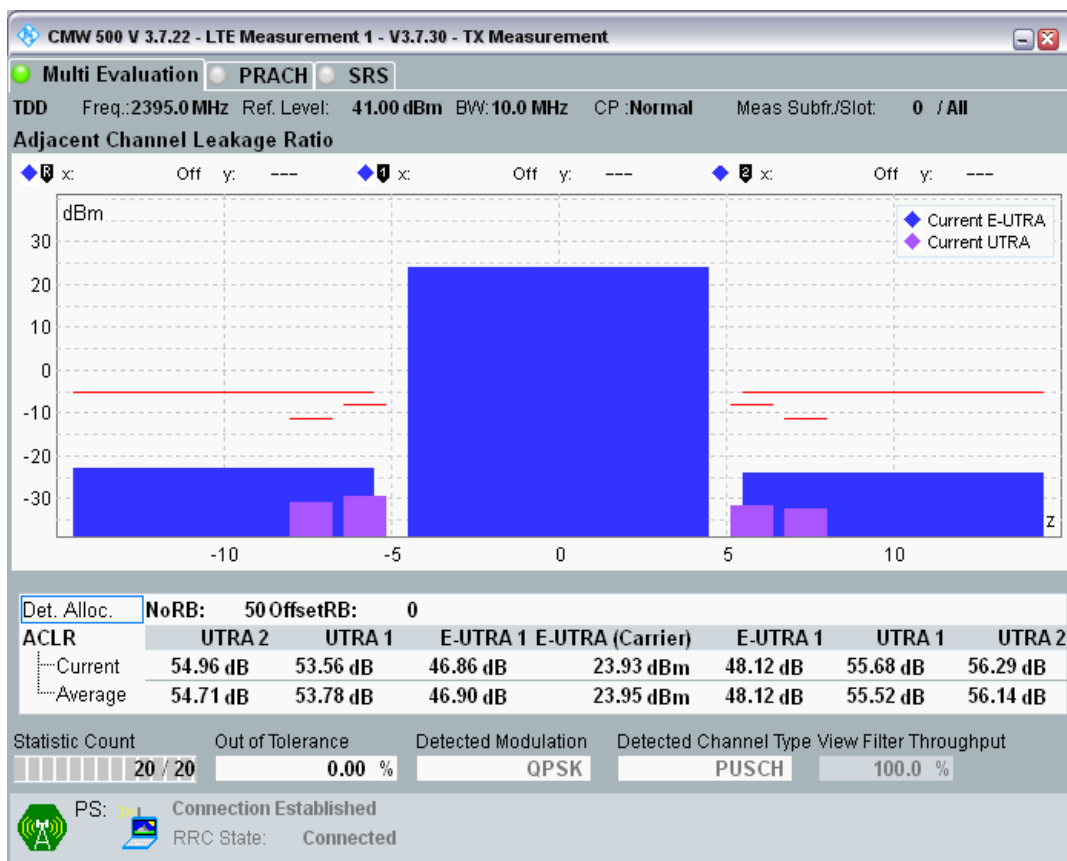 CMW 500 V 3.7.22 - LTE Measurement 1 - V3.7.30 - TX Measurement
Multi Evaluation PRACH SRS
TDD Freq.:2395.0 MHz Ref. Level: 41.00 dBm BW:10.0 MHz CP :Normal Meas Subfr./Slot: 0 / All
Adjacent Channel Leakage Ratio
R x: Off y: --- 1 x: Off y: --- 2 x: Off y: ---
dBm
Current E-UTRA
Current UTRA
30
20
10
0
-10
-20
-30
z
-10 -5 0 5 10
Det. Alloc. NoRB: 50 OffsetRB: 0
ACLR UTRA 2 UTRA 1 E-UTRA 1 E-UTRA (Carrier) E-UTRA 1 UTRA 1 UTRA 2
Current 54.96 dB 53.56 dB 46.86 dB 23.93 dBm 48.12 dB 55.68 dB 56.29 dB
Average 54.71 dB 53.78 dB 46.90 dB 23.95 dBm 48.12 dB 55.52 dB 56.14 dB
Statistic Count Out of Tolerance Detected Modulation Detected Channel Type View Filter Throughput
20 / 20 0.00 % QPSK PUSCH 100.0 %
PS: Connection Established
RRC State: Connected